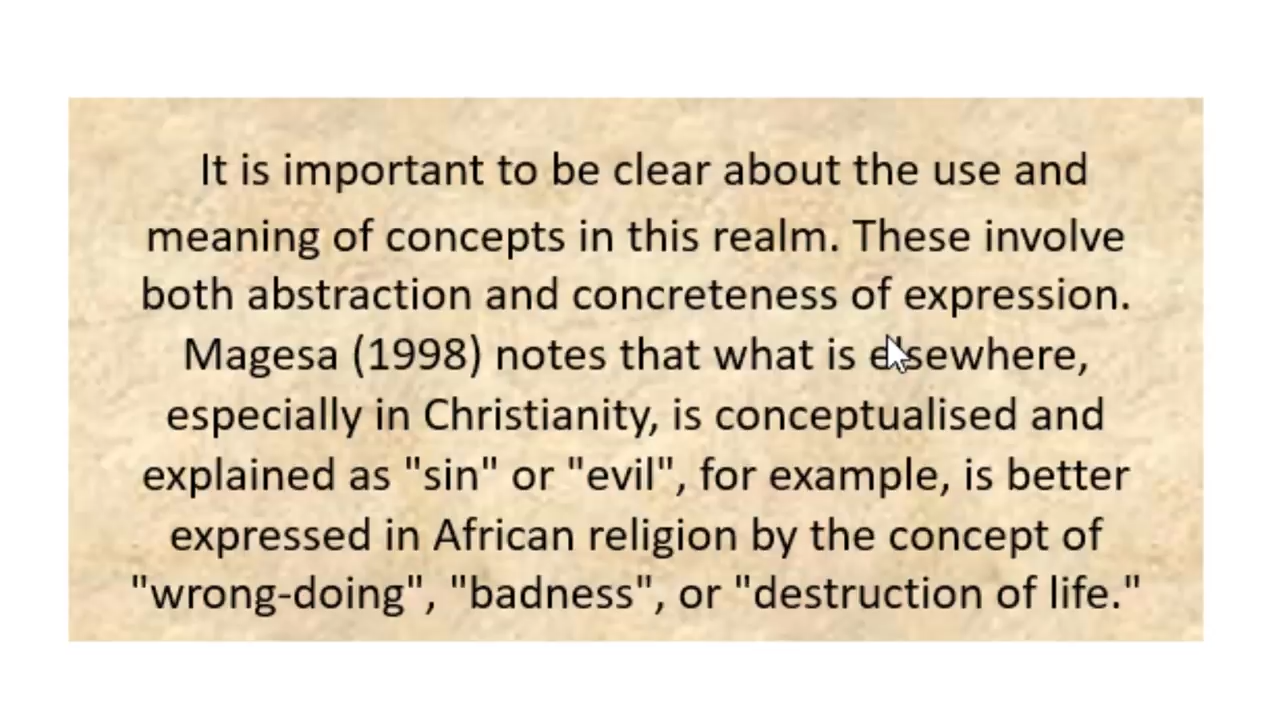 It is important to be clear about the use and
meaning of concepts in this realm. These involve
both abstraction and concreteness of expression.
Magesa (1998) notes that what is elsewhere,
especially in Christianity, is conceptualised and
explained as "sin" or "evil", for example, is better
expressed in African religion by the concept of
"wrong-doing", "badness", or "destruction of life."